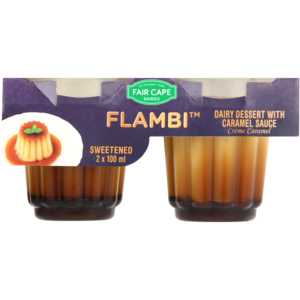 FAIR CAPE
DAIRIES
FLAMBI™
DAIRY DESSERT WITH
CARAMEL SAUCE
Crème Caramel
SWEETENED
2 x 100 ml